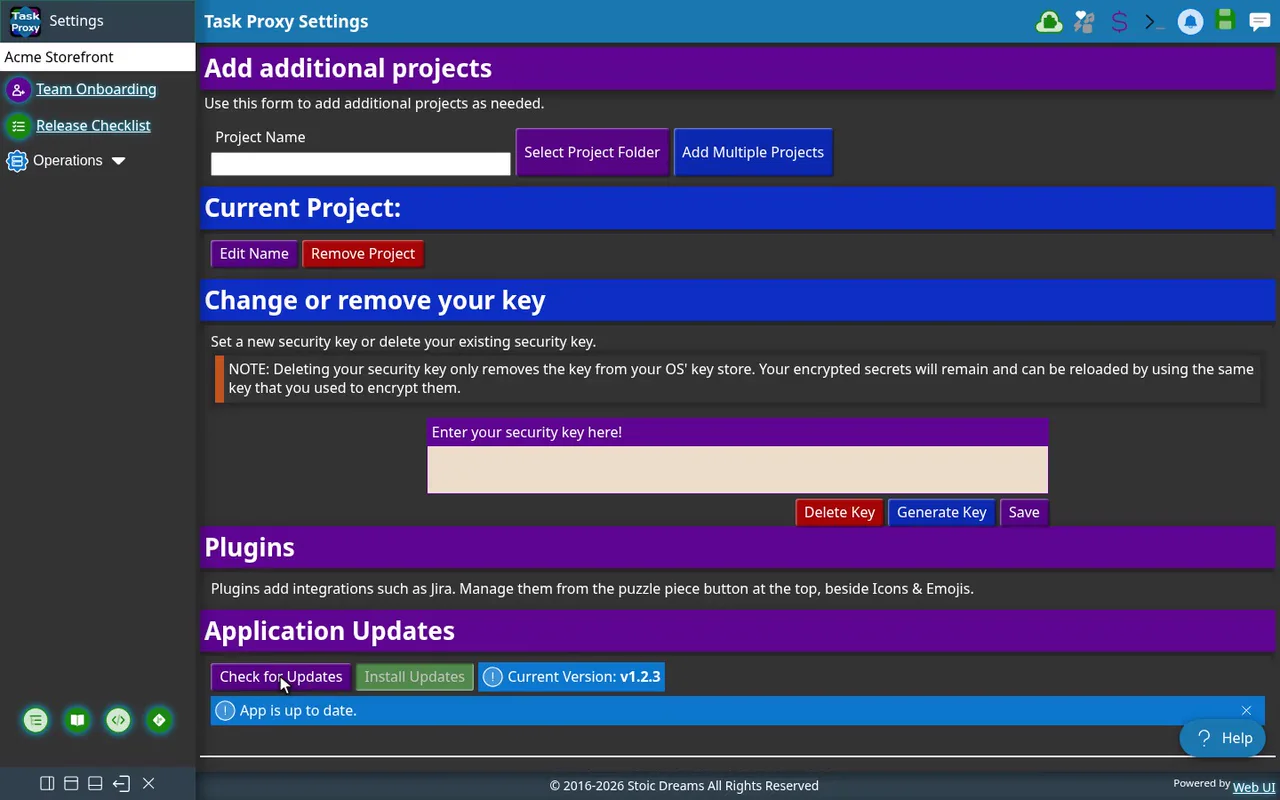 Task Proxy
Settings
Task Proxy Settings
Acme Storefront
Team Onboarding
Release Checklist
Operations
Add additional projects
Use this form to add additional projects as needed.
Project Name
Select Project Folder
Add Multiple Projects
Current Project:
Edit Name
Remove Project
Change or remove your key
Set a new security key or delete your existing security key.
NOTE: Deleting your security key only removes the key from your OS' key store. Your encrypted secrets will remain and can be reloaded by using the same
key that you used to encrypt them.
Enter your security key here!
Delete Key
Generate Key
Save
Plugins
Plugins add integrations such as Jira. Manage them from the puzzle piece button at the top, beside Icons & Emojis.
Application Updates
Check for Updates
Install Updates
Current Version: v1.2.3
App is up to date.
Help
© 2016-2026 Stoic Dreams All Rights Reserved
Powered by Web UI